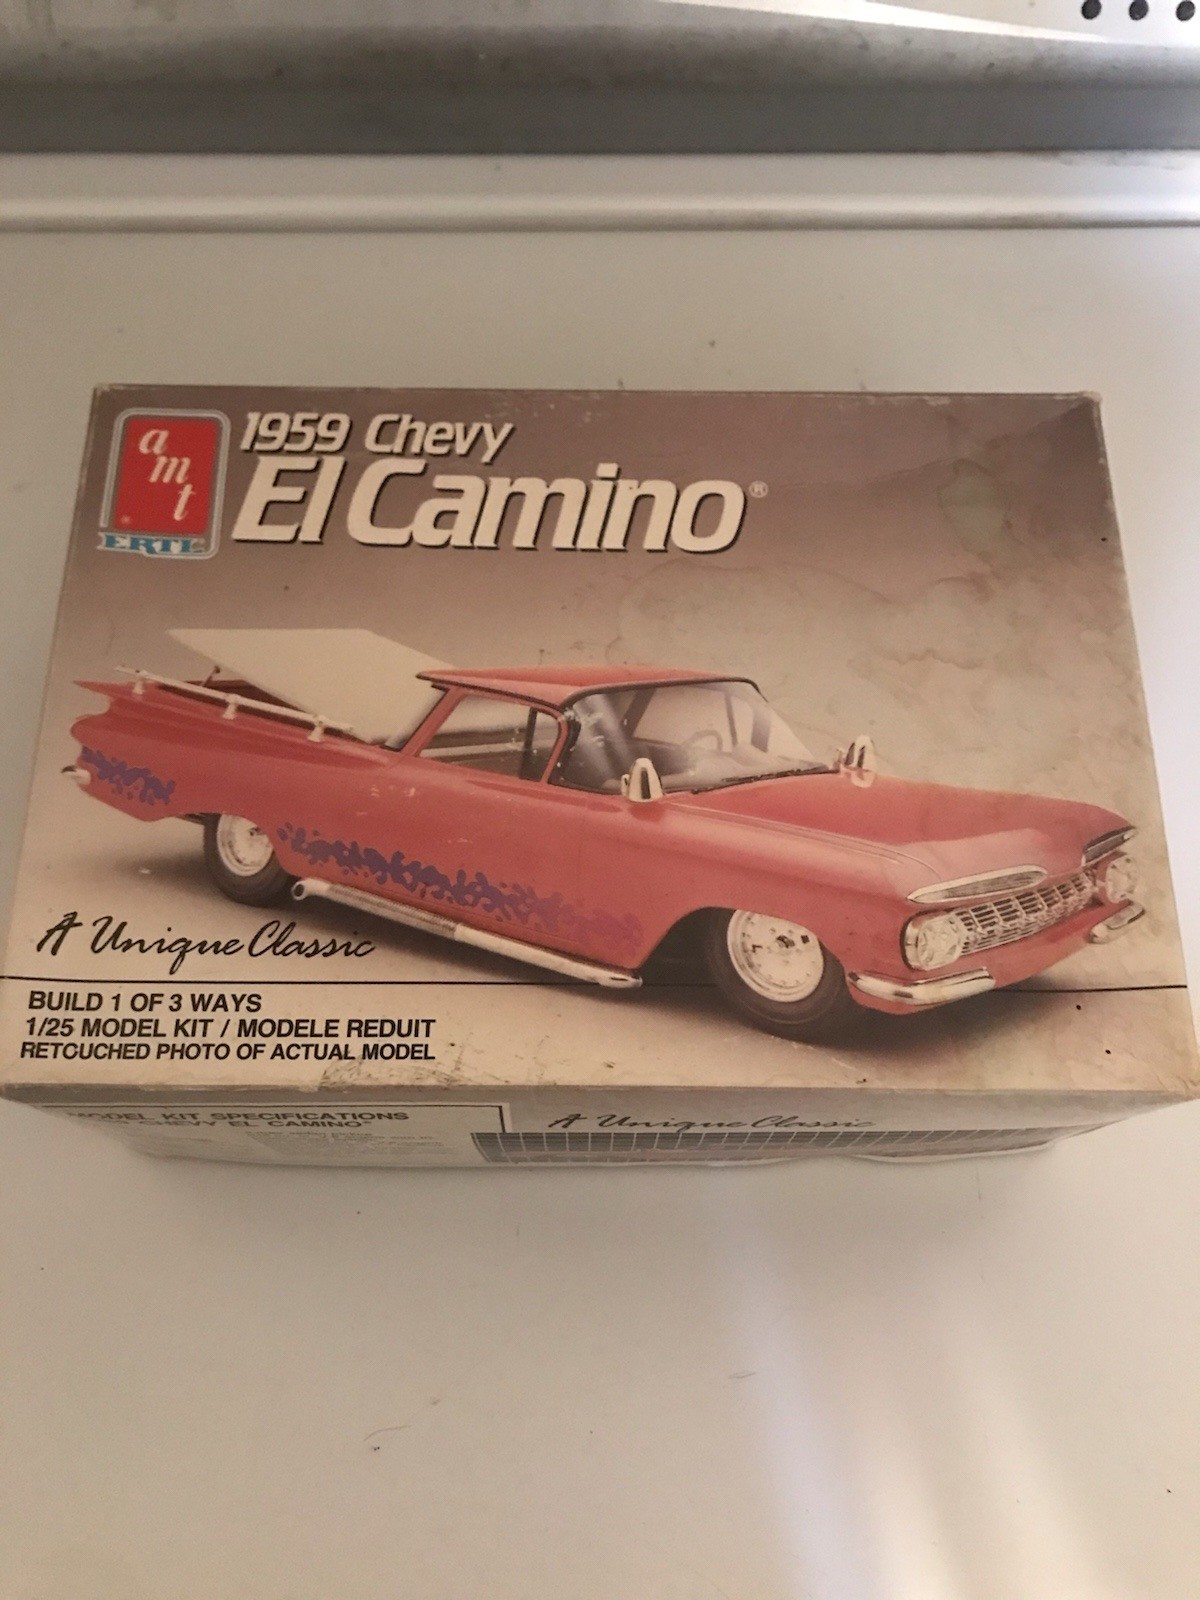 amt
ERTL
1959 Chevy
El Camino®
A Unique Classic
BUILD 1 OF 3 WAYS
1/25 MODEL KIT / MODELE REDUIT
RETOUCHED PHOTO OF ACTUAL MODEL
MODEL KIT SPECIFICATIONS
CHEVY EL CAMINO
A Unique Classic